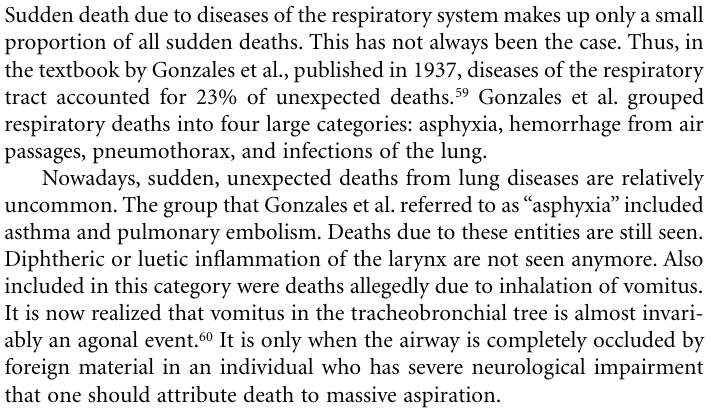 Sudden death due to diseases of the respiratory system makes up only a small
proportion of all sudden deaths. This has not always been the case. Thus, in
the textbook by Gonzales et al., published in 1937, diseases of the respiratory
tract accounted for 23% of unexpected deaths.⁵⁹ Gonzales et al. grouped
respiratory deaths into four large categories: asphyxia, hemorrhage from air
passages, pneumothorax, and infections of the lung.
Nowadays, sudden, unexpected deaths from lung diseases are relatively
uncommon. The group that Gonzales et al. referred to as “asphyxia” included
asthma and pulmonary embolism. Deaths due to these entities are still seen.
Diphtheric or luetic inflammation of the larynx are not seen anymore. Also
included in this category were deaths allegedly due to inhalation of vomitus.
It is now realized that vomitus in the tracheobronchial tree is almost invari-
ably an agonal event.⁶⁰ It is only when the airway is completely occluded by
foreign material in an individual who has severe neurological impairment
that one should attribute death to massive aspiration.